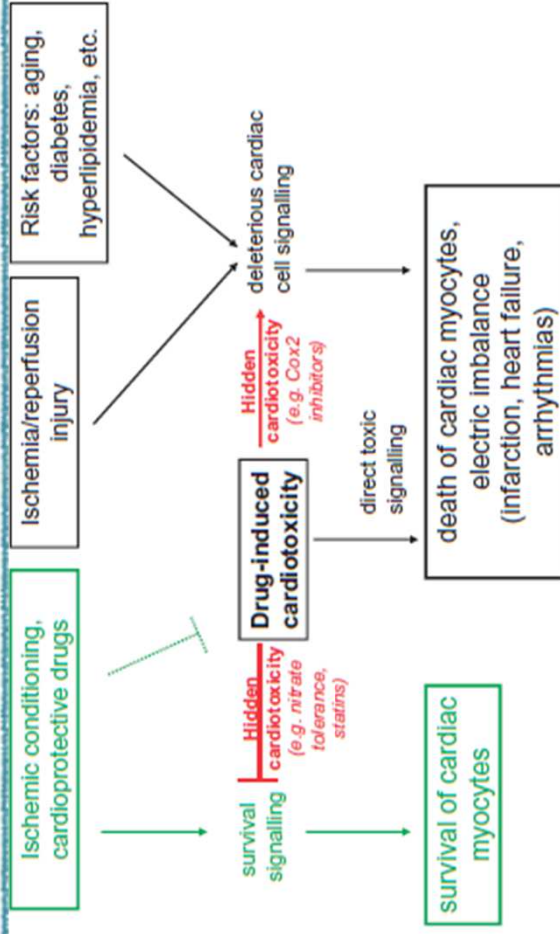 Ischemic conditioning,
cardioprotective drugs
Ischemia/reperfusion
injury
Risk factors: aging,
diabetes,
hyperlipidemia, etc.
survival
signalling
Hidden
cardiotoxicity
(e.g. nitrate
tolerance,
statins)
Drug-induced
cardiotoxicity
Hidden
cardiotoxicity
(e.g. Cox2
inhibitors)
deleterious cardiac
cell signalling
direct toxic
signalling
survival of cardiac
myocytes
death of cardiac myocytes,
electric imbalance
(infarction, heart failure,
arrhythmias)